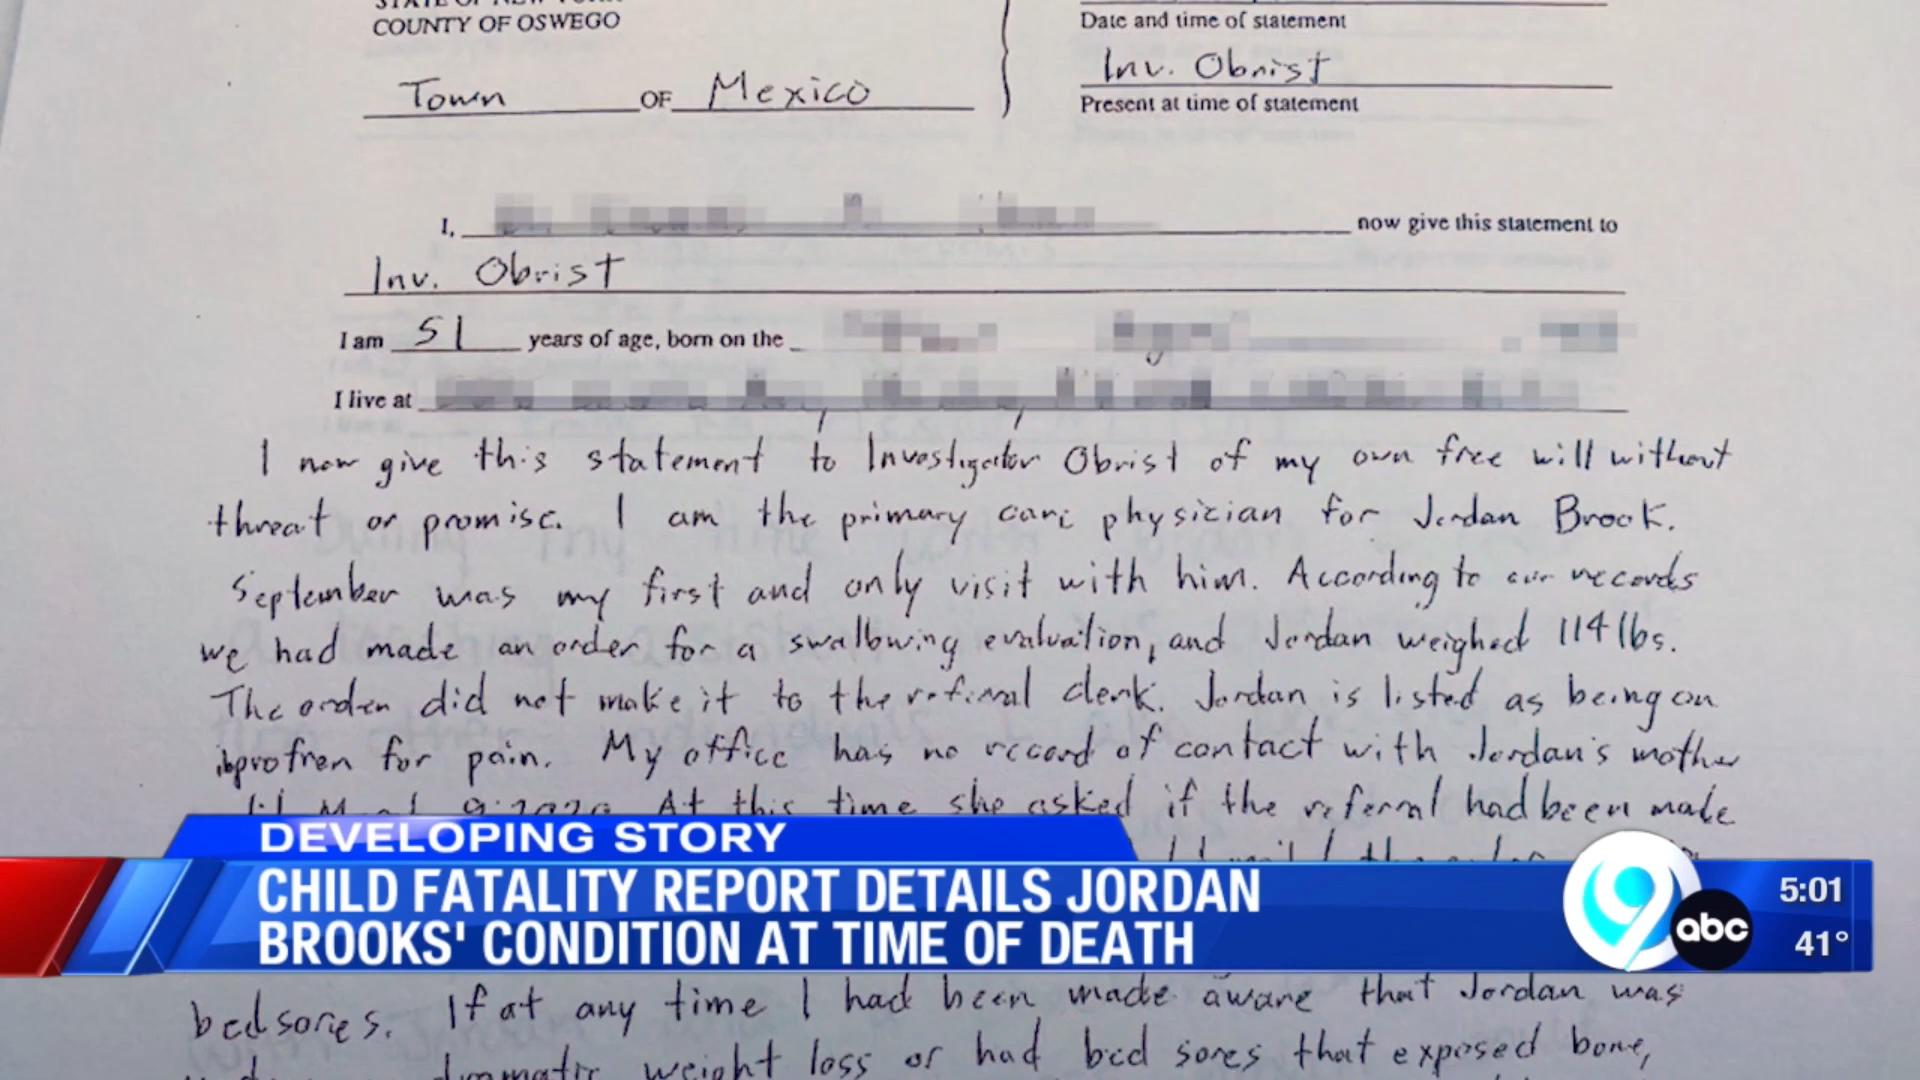 COUNTY OF OSWEGO
Date and time of statement
Inv. Obrist
Town OF Mexico
Present at time of statement
I, now give this statement to
Inv. Obrist
I am 51 years of age, born on the
I live at
I now give this statement to Investigator Obrist of my own free will without
threat or promise. I am the primary care physician for Jordan Brook.
September was my first and only visit with him. According to our records
we had made an order for a swallowing evaluation, and Jordan weighed 114 lbs.
The order did not make it to the referral clerk. Jordan is listed as being on
ibprofren for pain. My office has no record of contact with Jordan's mother
At this time she asked if the referral had been made
DEVELOPING STORY
CHILD FATALITY REPORT DETAILS JORDAN
BROOKS' CONDITION AT TIME OF DEATH
9
abc
5:01
41°
bedsores. If at any time I had been made aware that Jordan was
weight loss or had bed sores that exposed bone,